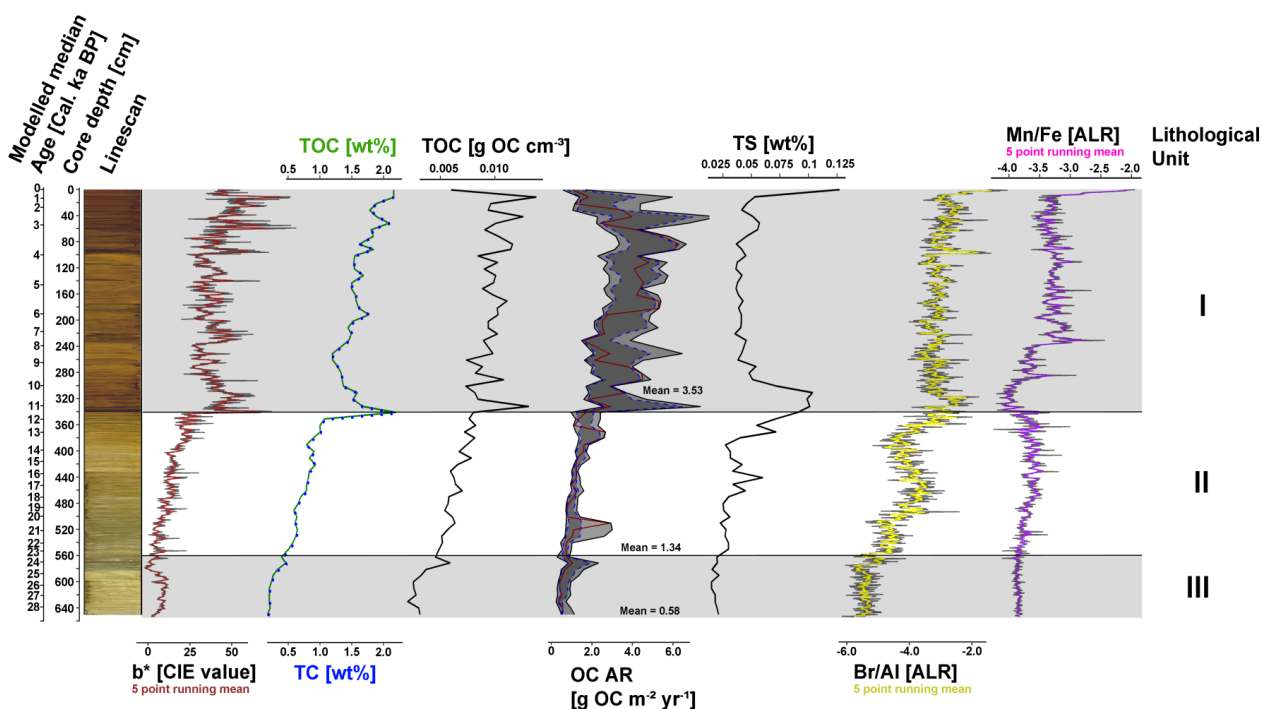 Modelled median
Age [Cal. ka BP]
Core depth [cm]
Linescan
TOC [wt%]
0.5 1.0 1.5 2.0
TOC [g OC cm-3]
0.005 0.010
TS [wt%]
0.025 0.05 0.075 0.1 0.125
Mn/Fe [ALR]
5 point running mean
-4.0 -3.5 -3.0 -2.5 -2.0
Lithological
Unit
0
1
2
3
4
5
6
7
8
9
10
11
12
13
14
15
16
17
18
19
20
21
22
23
24
25
26
27
28
0
40
80
120
160
200
240
280
320
360
400
440
480
520
560
600
640
Mean = 3.53
Mean = 1.34
Mean = 0.58
I
II
III
0 25 50
b* [CIE value]
5 point running mean
0.5 1.0 1.5 2.0
TC [wt%]
0 2.0 4.0 6.0
OC AR
[g OC m-2 yr-1]
-6.0 -4.0 -2.0
Br/Al [ALR]
5 point running mean